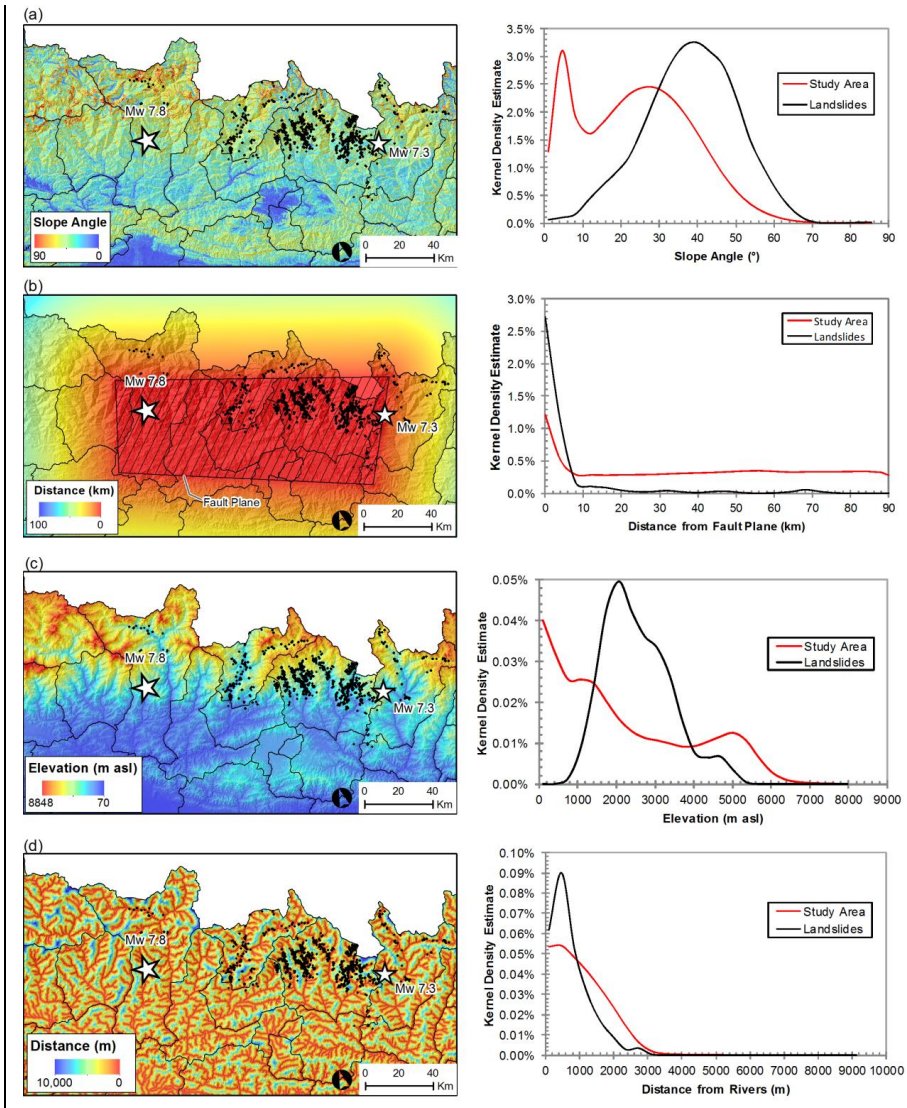 (a)
Mw 7.8
Mw 7.3
Slope Angle
90 0
0 20 40
Km
3.5%
3.0%
2.5%
2.0%
1.5%
1.0%
0.5%
0.0%
Kernel Density Estimate
Study Area
Landslides
0 10 20 30 40 50 60 70 80 90
Slope Angle (°)
(b)
Mw 7.8
Mw 7.3
Fault Plane
Distance (km)
100 0
0 20 40
Km
3.0%
2.5%
2.0%
1.5%
1.0%
0.5%
0.0%
Kernel Density Estimate
Study Area
Landslides
0 10 20 30 40 50 60 70 80 90
Distance from Fault Plane (km)
(c)
Mw 7.8
Mw 7.3
Elevation (m asl)
8848 70
0 20 40
Km
0.05%
0.04%
0.03%
0.02%
0.01%
0.00%
Kernel Density Estimate
Study Area
Landslides
0 1000 2000 3000 4000 5000 6000 7000 8000 9000
Elevation (m asl)
(d)
Mw 7.8
Mw 7.3
Distance (m)
10,000 0
0 20 40
Km
0.10%
0.09%
0.08%
0.07%
0.06%
0.05%
0.04%
0.03%
0.02%
0.01%
0.00%
Kernel Density Estimate
Study Area
Landslides
0 1000 2000 3000 4000 5000 6000 7000 8000 9000 10000
Distance from Rivers (m)